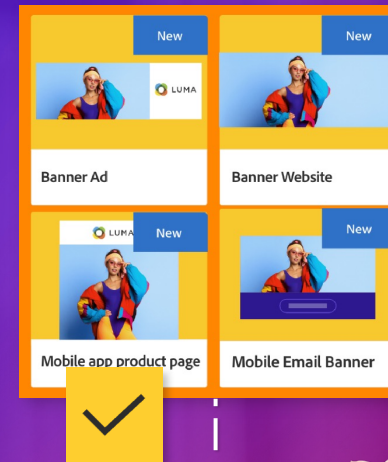 New
New
LUMA
Banner Ad
Banner Website
LUMA
New
New
Mobile app product page
Mobile Email Banner